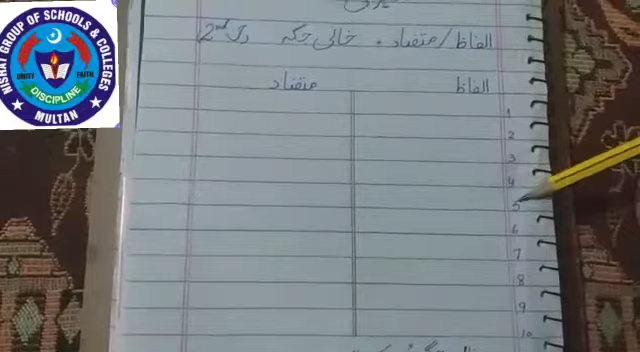 NISHAT GROUP OF SCHOOLS & COLLEGES
UNITY FAITH
DISCIPLINE
MULTAN
الفاظ / متضاد . خالی جگہ
2nd
الفاظ متضاد
1
2
3
4
5
6
7
8
9
10